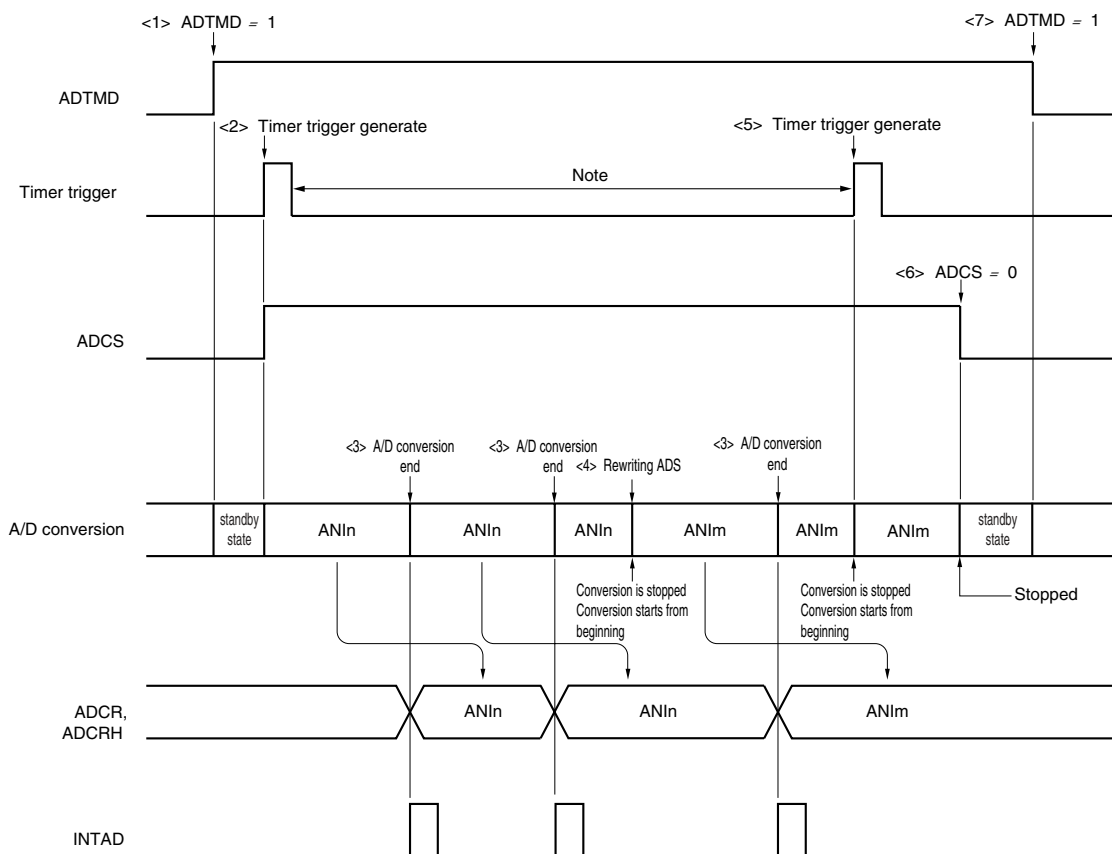 <1> ADTMD = 1
<7> ADTMD = 1
ADTMD
<2> Timer trigger generate
<5> Timer trigger generate
Note
Timer trigger
<6> ADCS = 0
ADCS
<3> A/D conversion
end
<3> A/D conversion
end
<4> Rewriting ADS
<3> A/D conversion
end
A/D conversion
standby
state
ANIn
ANIn
ANIn
ANIm
ANIm
ANIm
standby
state
Conversion is stopped
Conversion starts from
beginning
Conversion is stopped
Conversion starts from
beginning
Stopped
ADCR,
ADCRH
ANIn
ANIn
ANIm
INTAD